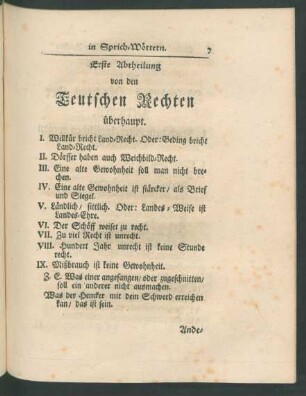 in Sprich-Wörtern. 7
Erste Abtheilung
von den
Teutschen Rechten
überhaupt.
I. Willkür bricht Land-Recht. Oder: Geding bricht
Land-Recht.
II. Dörffer haben auch Weichbild-Recht.
III. Eine alte Gewohnheit soll man nicht bre-
chen.
IV. Eine alte Gewohnheit ist stärcker/ als Brief
und Siegel.
V. Ländlich/ sittlich. Oder: Landes/ Weise ist
Landes-Ehre.
VI. Der Schöff weiset zu recht.
VII. Zu viel Recht ist unrecht.
VIII. Hundert Jahr unrecht ist keine Stunde
recht.
IX. Mißbrauch ist keine Gewohnheit.
Z. E. Was einer angefangen/ oder zugeschnitten/
soll ein anderer nicht ausmachen.
Was der Hencker mit dem Schwerd erreichen
kan/ das ist sein.
Ande-